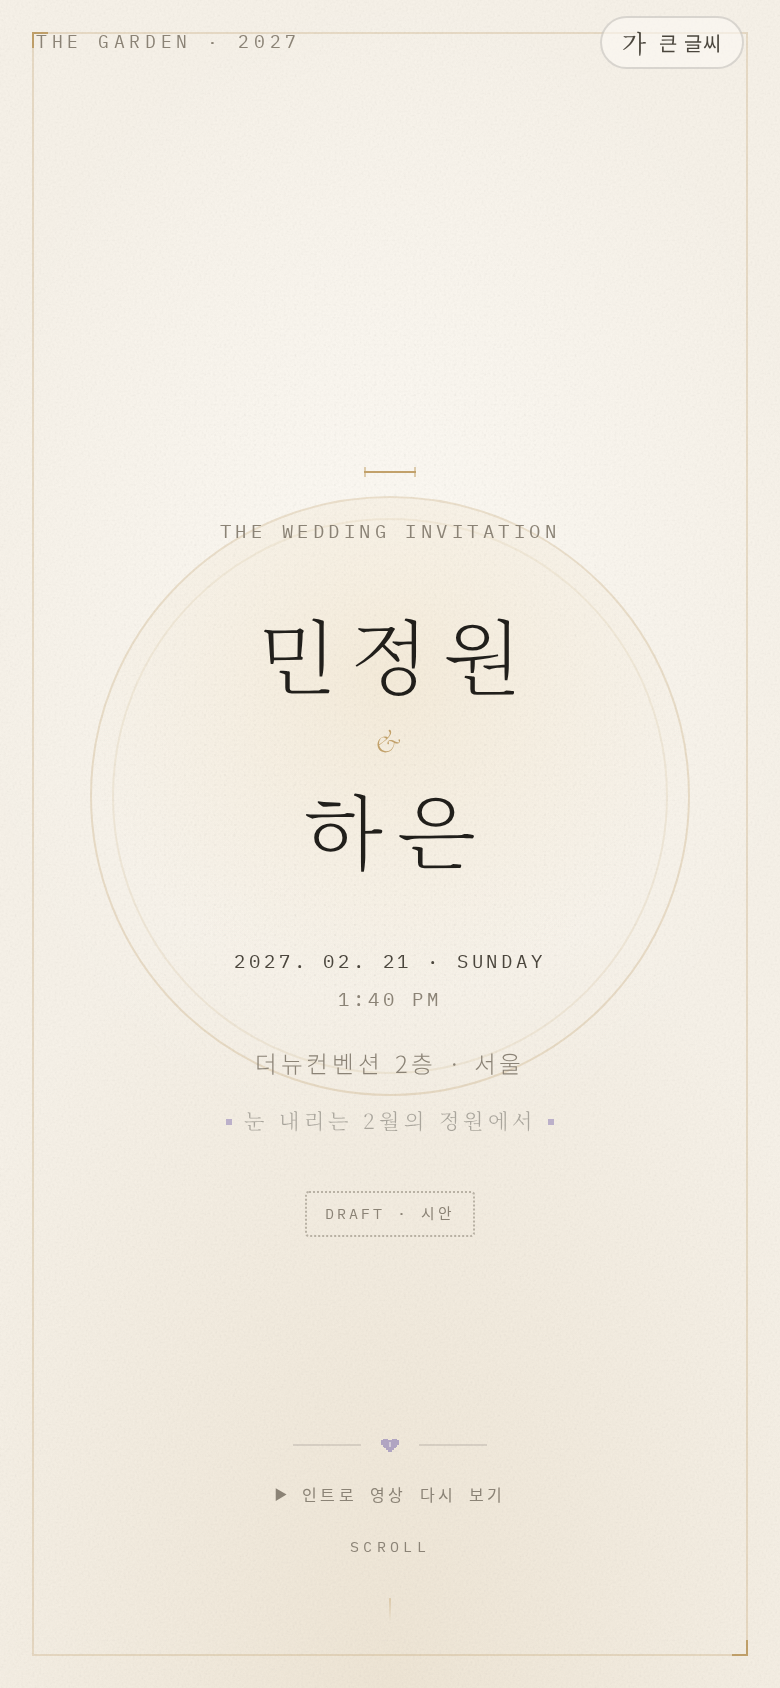 THE GARDEN · 2027
가 큰 글씨
THE WEDDING INVITATION
민정원
&
하은
2027. 02. 21 · SUNDAY
1:40 PM
더뉴컨벤션 2층 · 서울
눈 내리는 2월의 정원에서
DRAFT · 시안
▶ 인트로 영상 다시 보기
SCROLL